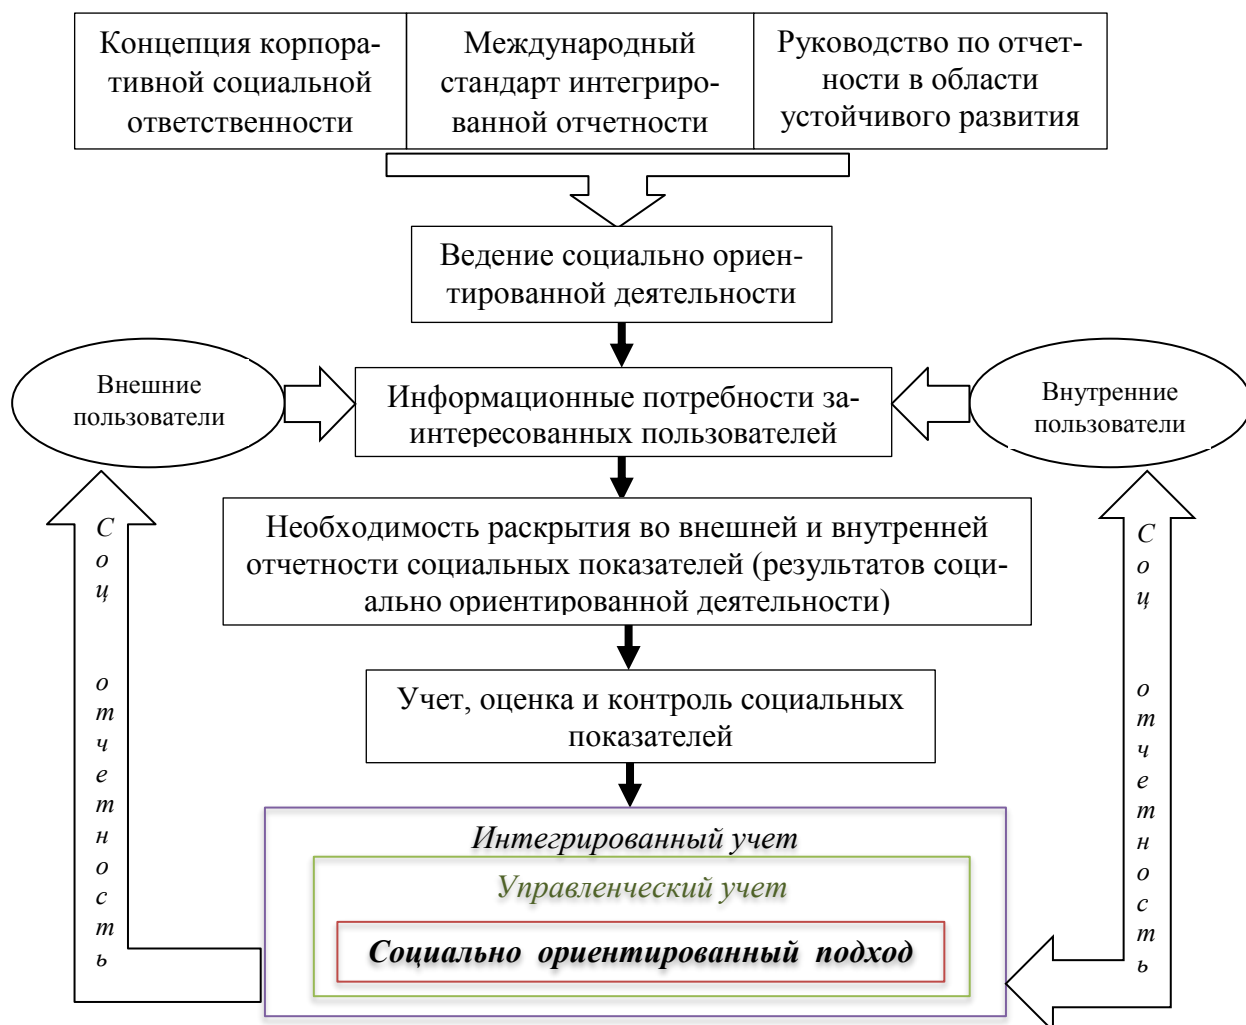 Концепция корпора-
тивной социальной
ответственности
Международный
стандарт интегриро-
ванной отчетности
Руководство по отчет-
ности в области
устойчивого развития
Ведение социально ориен-
тированной деятельности
Внешние
пользователи
Информационные потребности за-
интересованных пользователей
Внутренние
пользователи
Необходимость раскрытия во внешней и внутренней
отчетности социальных показателей (результатов соци-
ально ориентированной деятельности)
Соц отчетность
Соц отчетность
Учет, оценка и контроль социальных
показателей
Интегрированный учет
Управленческий учет
Социально ориентированный подход